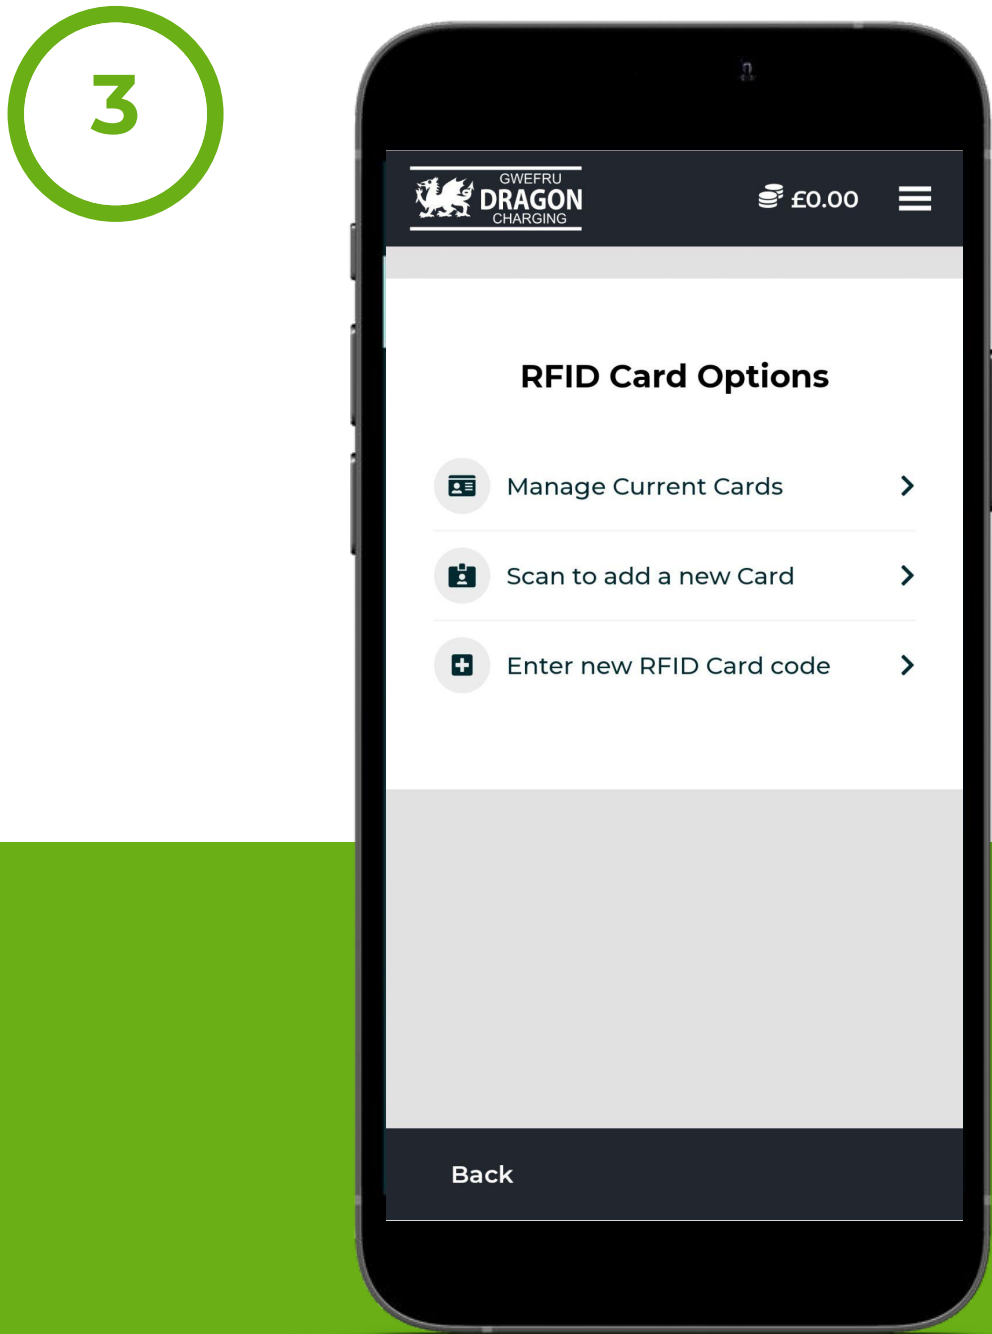 3
GWEFRU
DRAGON
CHARGING
£0.00
RFID Card Options
Manage Current Cards
Scan to add a new Card
Enter new RFID Card code
Back